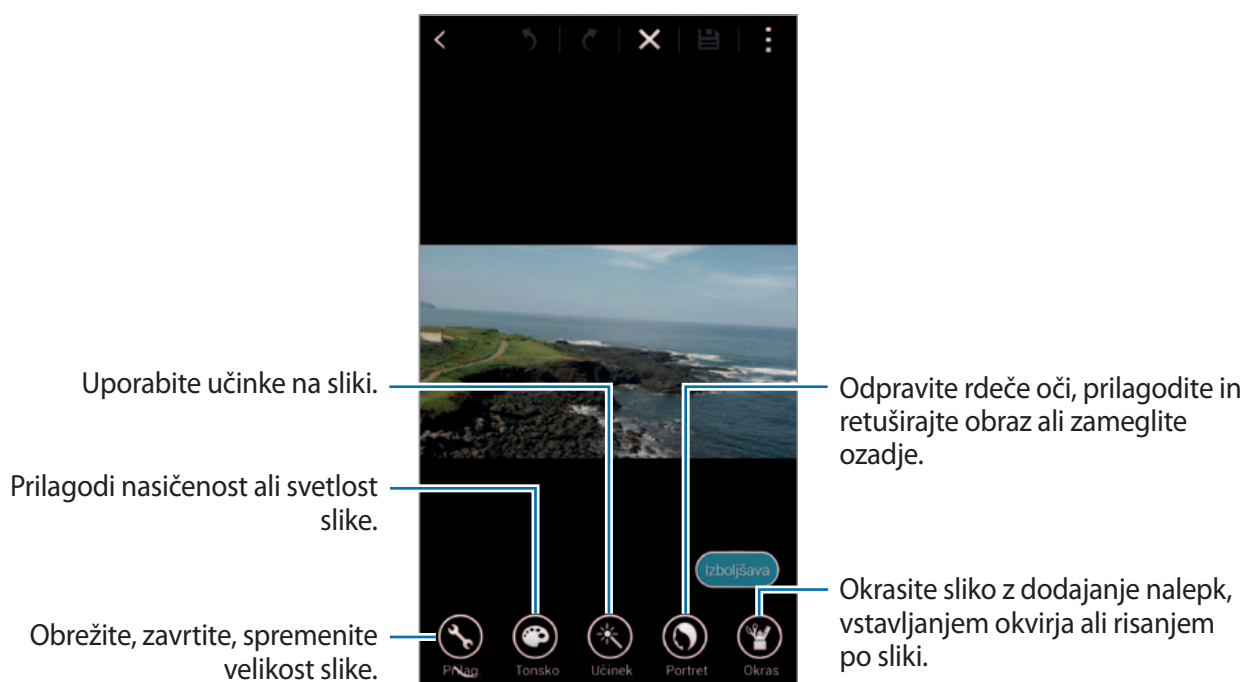 Uporabite učinke na sliki.
Prilagodi nasičenost ali svetlost
slike.
Obrežite, zavrtite, spremenite
velikost slike.
Odpravite rdeče oči, prilagodite in
retuširajte obraz ali zameglite
ozadje.
Izboljšava
Okrasite sliko z dodajanje nalepk,
vstavljanjem okvirja ali risanjem
po sliki.
Prilag.
Tonsko
Učinek
Portret
Okras